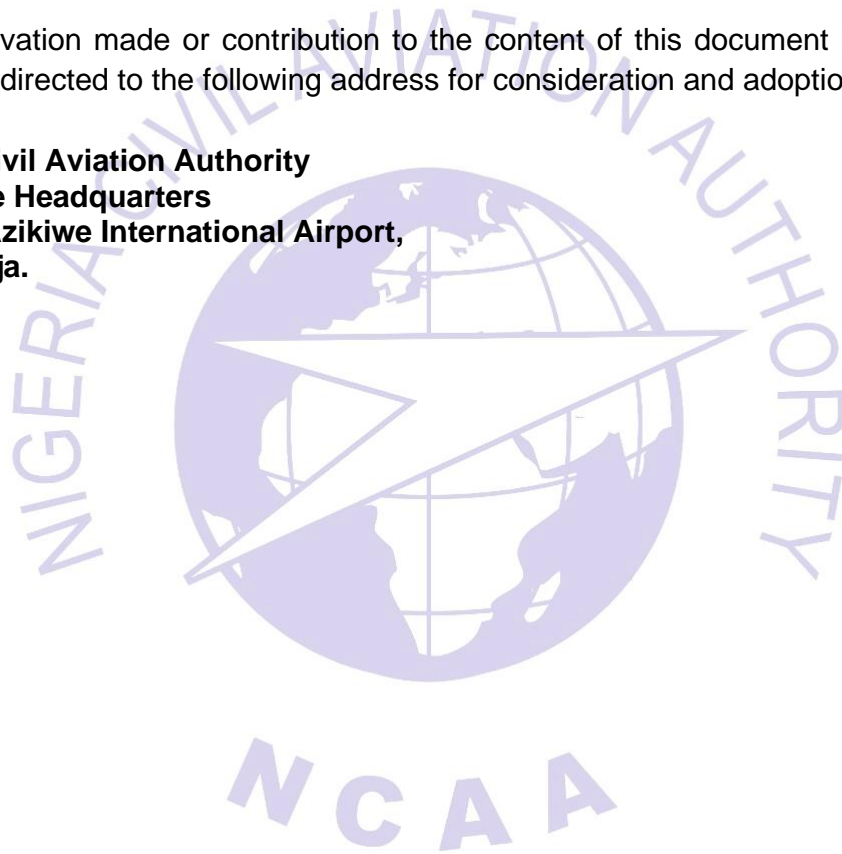 vation made or contribution to the content of this document
directed to the following address for consideration and adoptio
vil Aviation Authority
e Headquarters
zikiwe International Airport,
ja.
NIGERIA CIVIL AVIATION AUTHORITY
NCAA